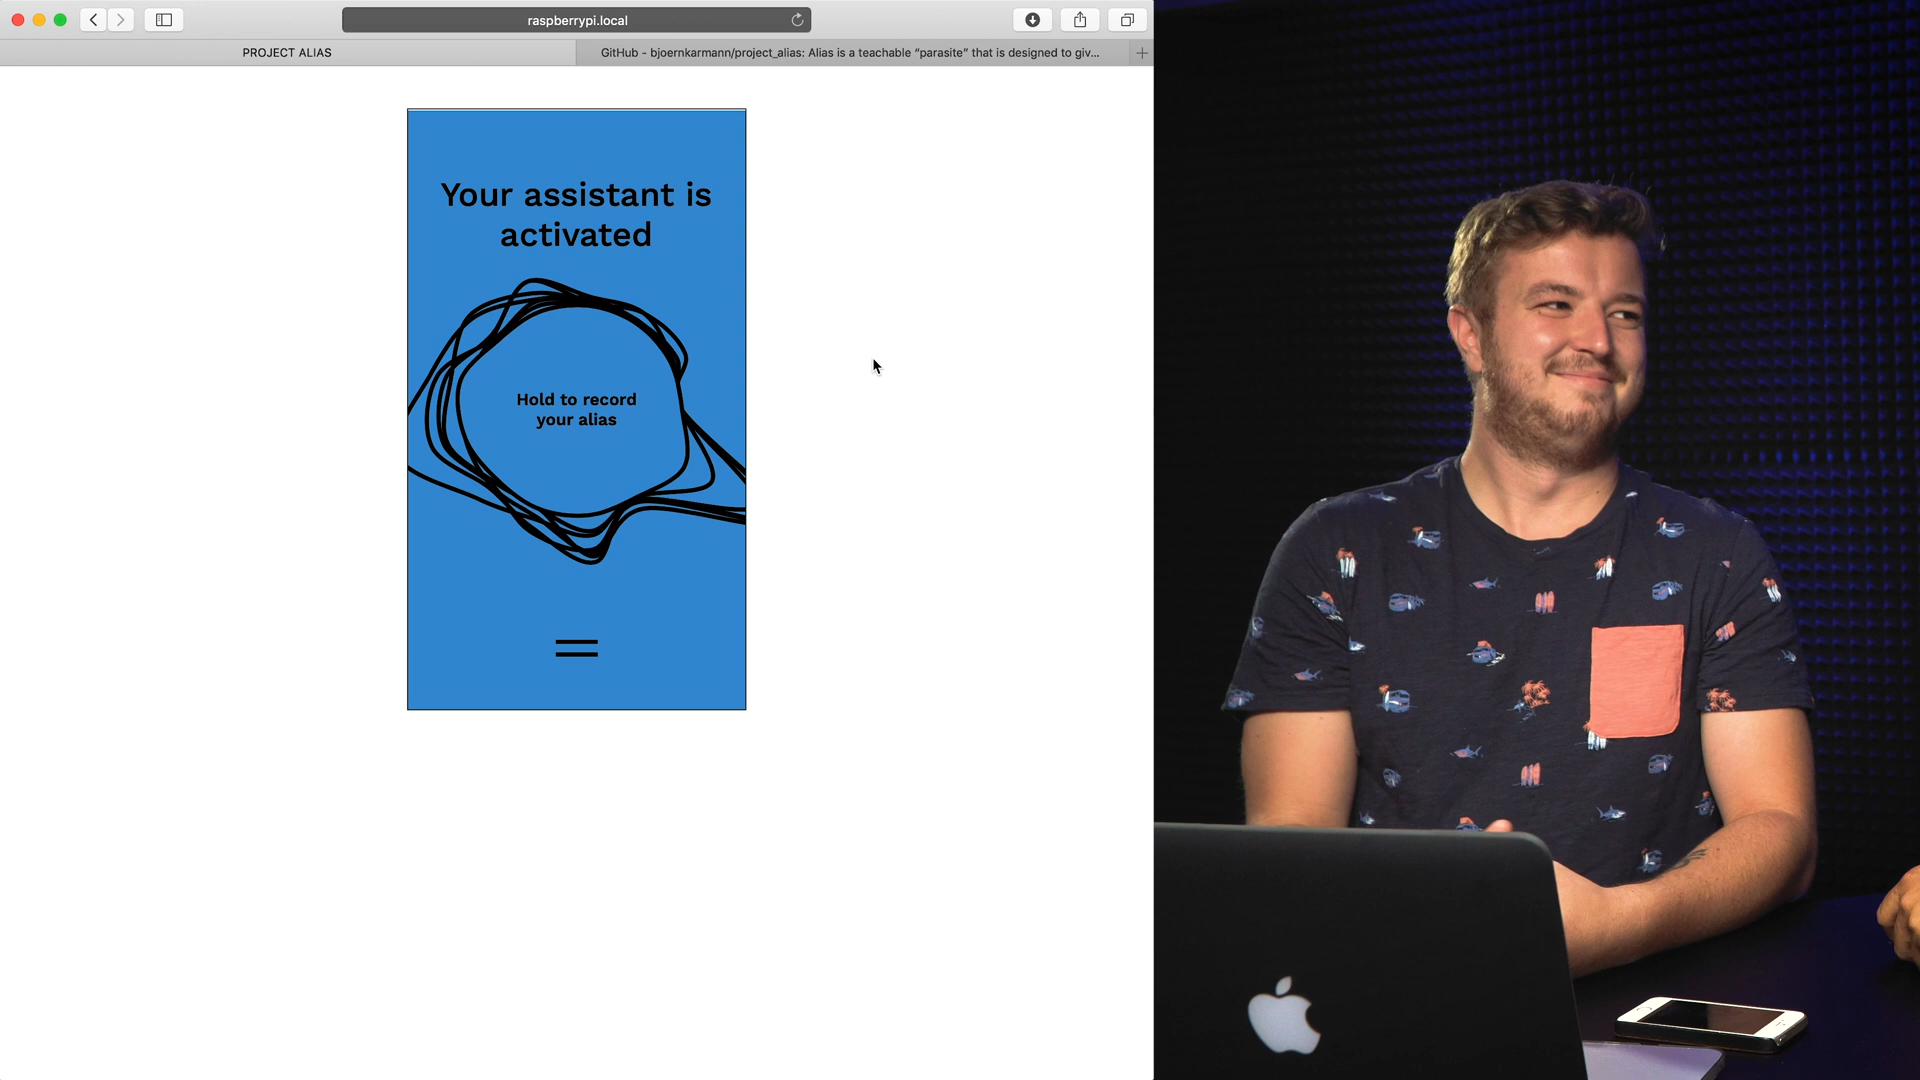 raspberrypi.local
PROJECT ALIAS
GitHub - bjoernkarmann/project_alias: Alias is a teachable “parasite” that is designed to giv...
Your assistant is
activated
Hold to record
your alias